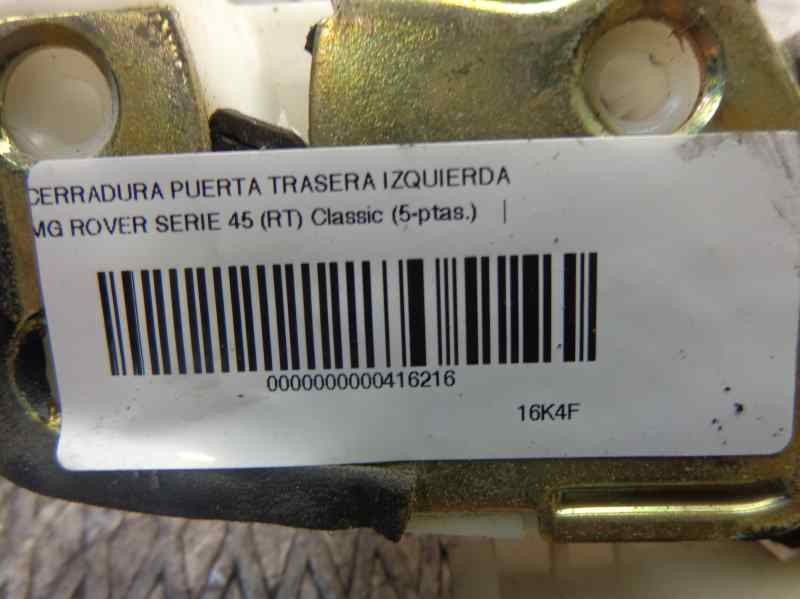 CERRADURA PUERTA TRASERA IZQUIERDA
MG ROVER SERIE 45 (RT) Classic (5-ptas.) |
0000000000416216
16K4F